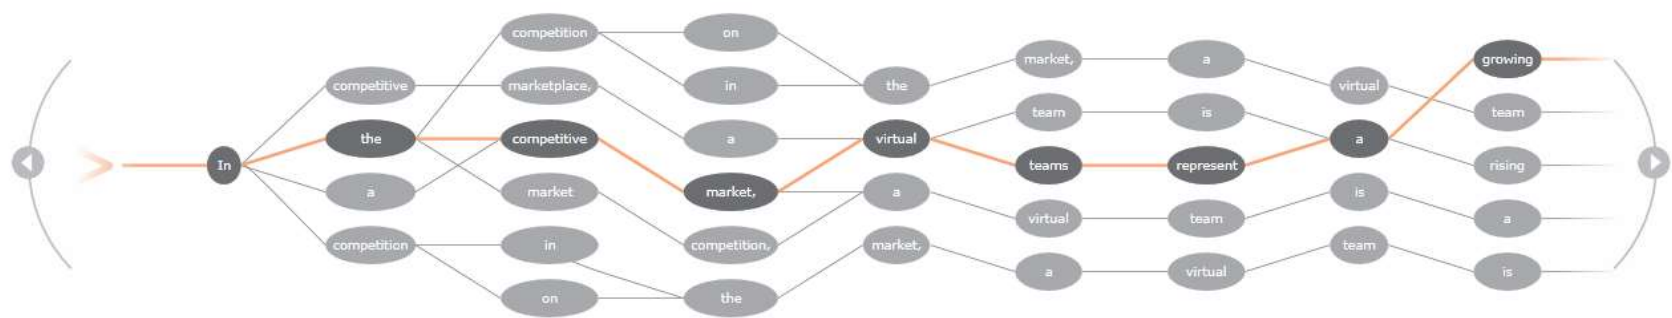 competition on
market, a growing
competitive marketplace, in the virtual
team is team
the competitive a virtual a
In teams represent rising
a market market, a is
virtual team a
competition in competition, market, team
a virtual is
on the